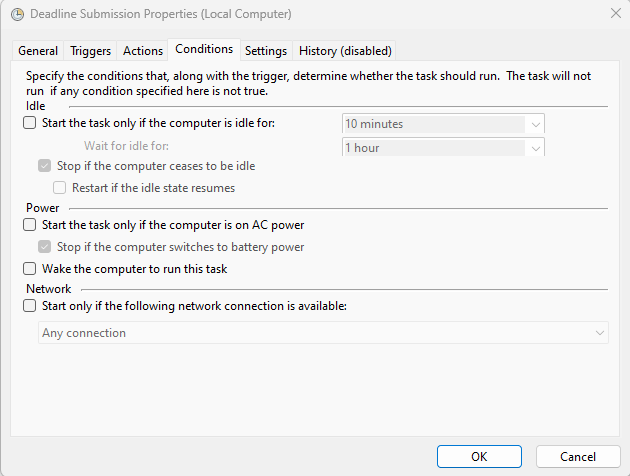 Deadline Submission Properties (Local Computer)
General Triggers Actions Conditions Settings History (disabled)
Specify the conditions that, along with the trigger, determine whether the task should run. The task will not
run if any condition specified here is not true.
Idle
Start the task only if the computer is idle for: 10 minutes
Wait for idle for: 1 hour
Stop if the computer ceases to be idle
Restart if the idle state resumes
Power
Start the task only if the computer is on AC power
Stop if the computer switches to battery power
Wake the computer to run this task
Network
Start only if the following network connection is available:
Any connection
OK Cancel